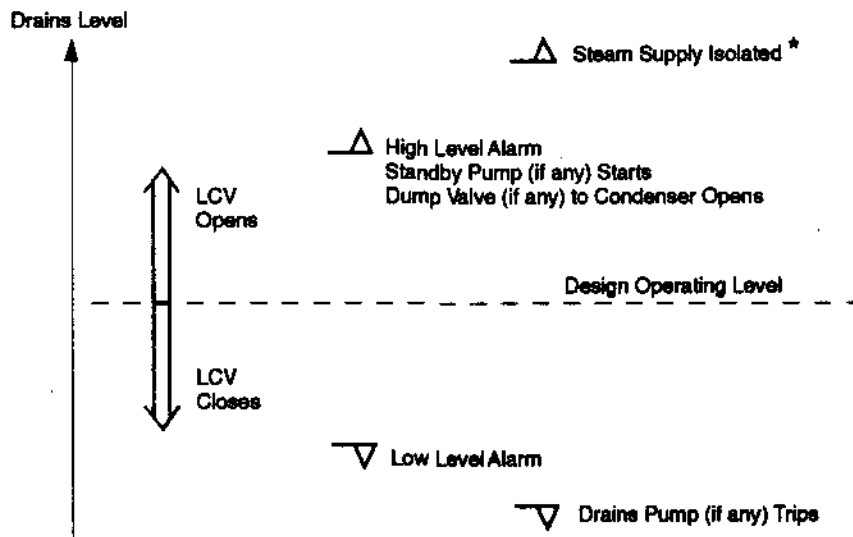 Drains Level
Steam Supply Isolated *
High Level Alarm
Standby Pump (if any) Starts
Dump Valve (if any) to Condenser Opens
LCV
Opens
Design Operating Level
LCV
Closes
Low Level Alarm
Drains Pump (if any) Trips